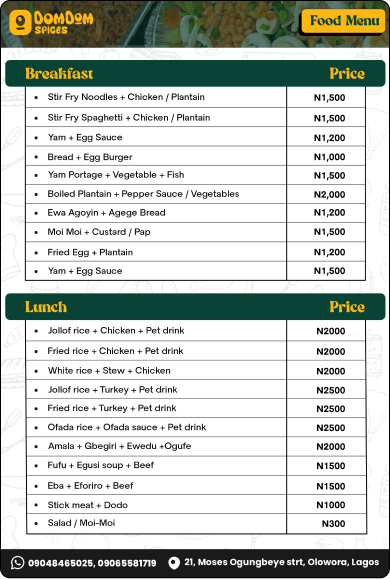 DOMDOM
SPICES
Food Menu
Breakfast Price
• Stir Fry Noodles + Chicken / Plantain N1,500
• Stir Fry Spaghetti + Chicken / Plantain N1,500
• Yam + Egg Sauce N1,200
• Bread + Egg Burger N1,000
• Yam Portage + Vegetable + Fish N1,500
• Boiled Plantain + Pepper Sauce / Vegetables N2,000
• Ewa Agoyin + Agege Bread N1,200
• Moi Moi + Custard / Pap N1,500
• Fried Egg + Plantain N1,200
• Yam + Egg Sauce N1,500
Lunch Price
• Jollof rice + Chicken + Pet drink N2000
• Fried rice + Chicken + Pet drink N2000
• White rice + Stew + Chicken N2000
• Jollof rice + Turkey + Pet drink N2500
• Fried rice + Turkey + Pet drink N2500
• Ofada rice + Ofada sauce + Pet drink N2500
• Amala + Gbegiri + Ewedu +Ogufe N2000
• Fufu + Egusi soup + Beef N1500
• Eba + Eforiro + Beef N1500
• Stick meat + Dodo N1000
• Salad / Moi-Moi N300
09048465025, 09065581719 21, Moses Ogungbeye strt, Olowora, Lagos